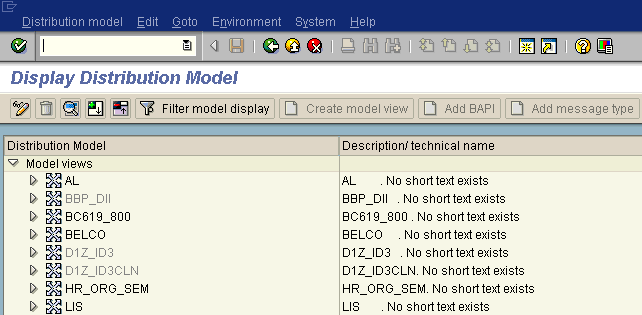 Distribution model Edit Goto Environment System Help
Display Distribution Model
Filter model display Create model view Add BAPI Add message type
Distribution Model Description/ technical name
Model views
AL AL . No short text exists
BBP_DII BBP_DII . No short text exists
BC619_800 BC619_800 . No short text exists
BELCO BELCO . No short text exists
D1Z_ID3 D1Z_ID3 . No short text exists
D1Z_ID3CLN D1Z_ID3CLN. No short text exists
HR_ORG_SEM HR_ORG_SEM. No short text exists
LIS LIS . No short text exists